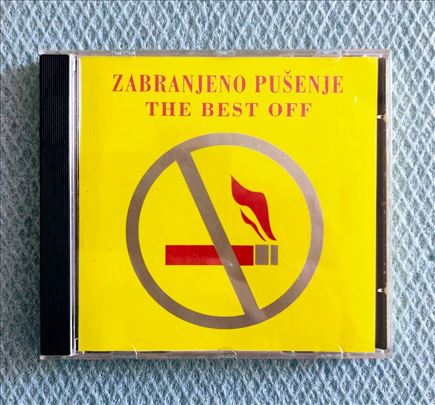 ZABRANJENO PUŠENJE
THE BEST OFF